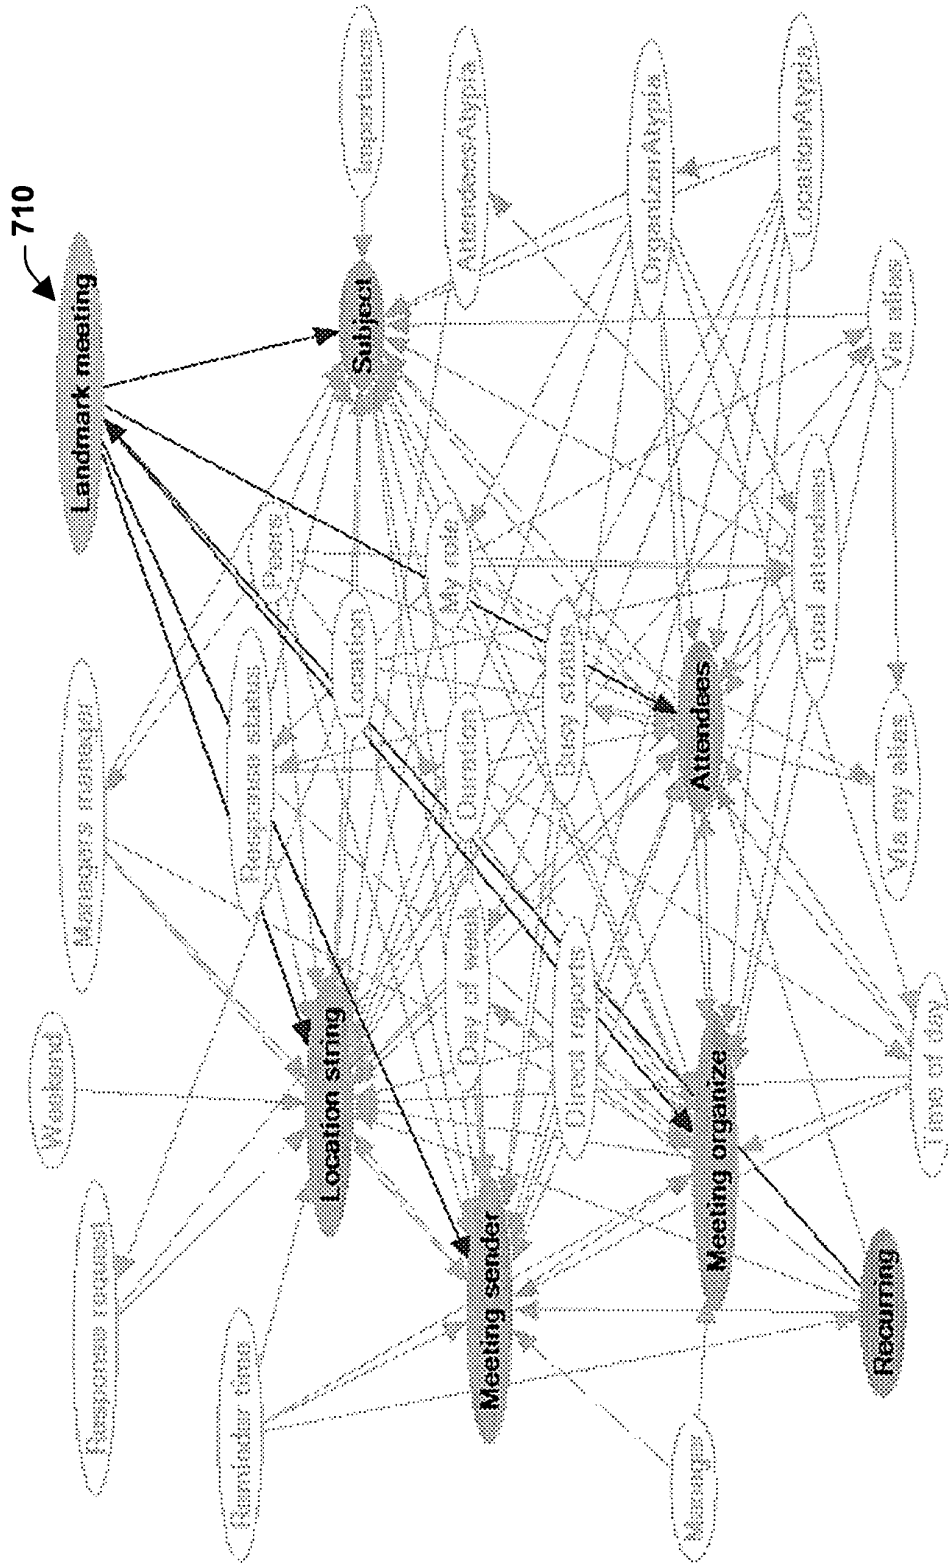 710
Landmark meeting
Importance
Subject
AttendeesAtypia
OrganizerAtypia
LocationAtypia
Via alias
Peers
My role
Total attendees
Managers manager
Response status
Location
Duration
Busy status
Attendees
Via my alias
Weekend
Location string
Day of week
Direct reports
Meeting organize
Time of day
Response request
Reminder time
Meeting sender
Recurring
Manager